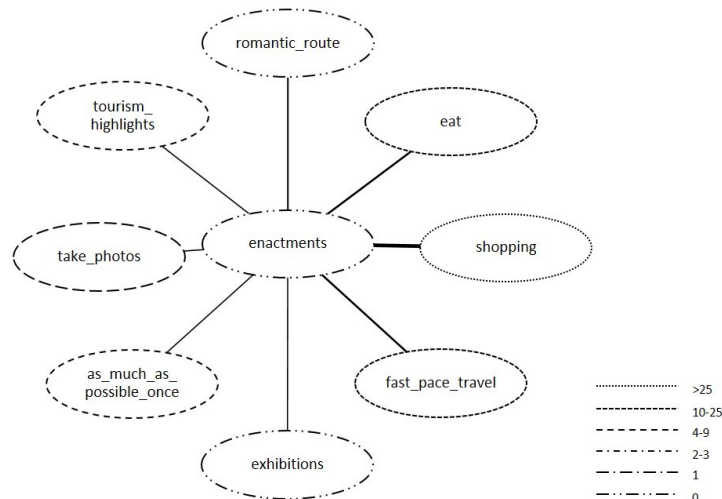 romantic_route
tourism_
highlights
eat
enactments
shopping
take_photos
as_much_as_
possible_once
fast_pace_travel
exhibitions
>25
10-25
4-9
2-3
1
0